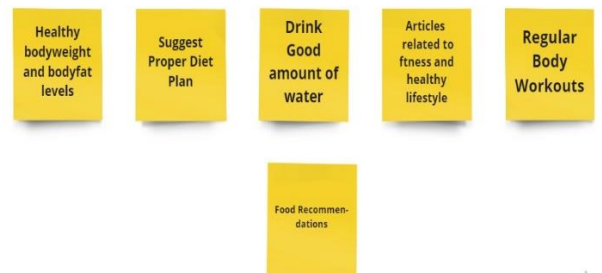 Healthy
bodyweight
and bodyfat
levels
Suggest
Proper Diet
Plan
Drink
Good
amount of
water
Articles
related to
ftness and
healthy
lifestyle
Regular
Body
Workouts
Food Recommen-
dations